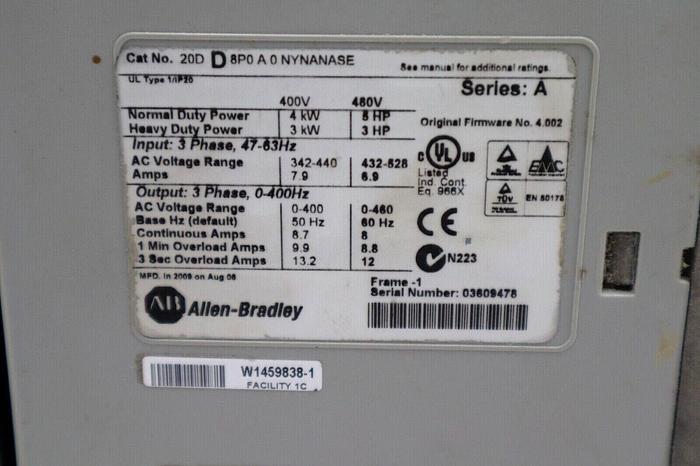 Cat No. 20D D 8P0 A 0 NYNANASE
See manual for additional ratings.
UL Type 1/IP20
Series: A
400V 480V
Normal Duty Power 4 kW 5 HP
Heavy Duty Power 3 kW 3 HP
Original Firmware No. 4.002
Input: 3 Phase, 47-63Hz
AC Voltage Range 342-440 432-528
Amps 7.9 6.9
Output: 3 Phase, 0-400Hz
AC Voltage Range 0-400 0-460
Base Hz (default) 50 Hz 60 Hz
Continuous Amps 8.7 8
1 Min Overload Amps 9.9 8.8
3 Sec Overload Amps 13.2 12
C UL US
Listed
Ind. Cont.
Eq. 966X
EMC
TÜV
EN 50178
CE
N223
MFD. in 2009 on Aug 06
Frame -1
Serial Number: 03609478
AB Allen-Bradley
W1459838-1
FACILITY 1C